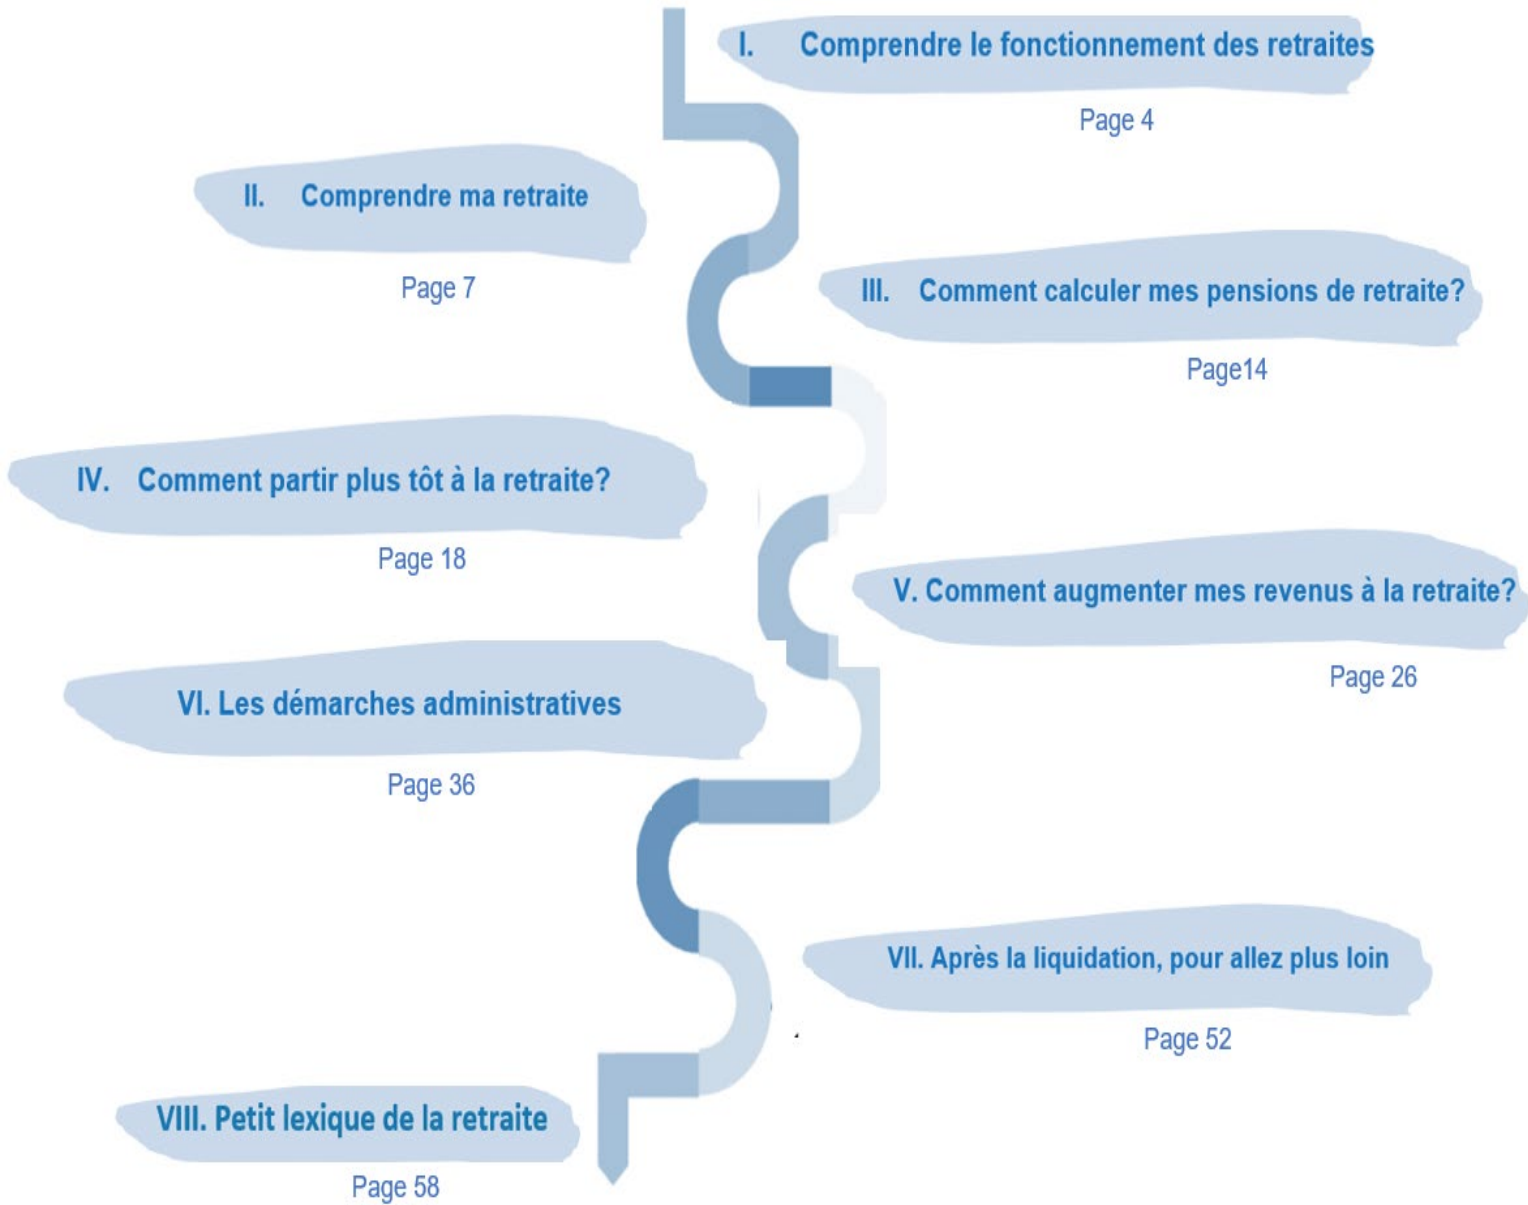 I. Comprendre le fonctionnement des retraites
Page 4
II. Comprendre ma retraite
Page 7
III. Comment calculer mes pensions de retraite?
Page14
IV. Comment partir plus tôt à la retraite?
Page 18
V. Comment augmenter mes revenus à la retraite?
Page 26
VI. Les démarches administratives
Page 36
VII. Après la liquidation, pour allez plus loin
Page 52
VIII. Petit lexique de la retraite
Page 58